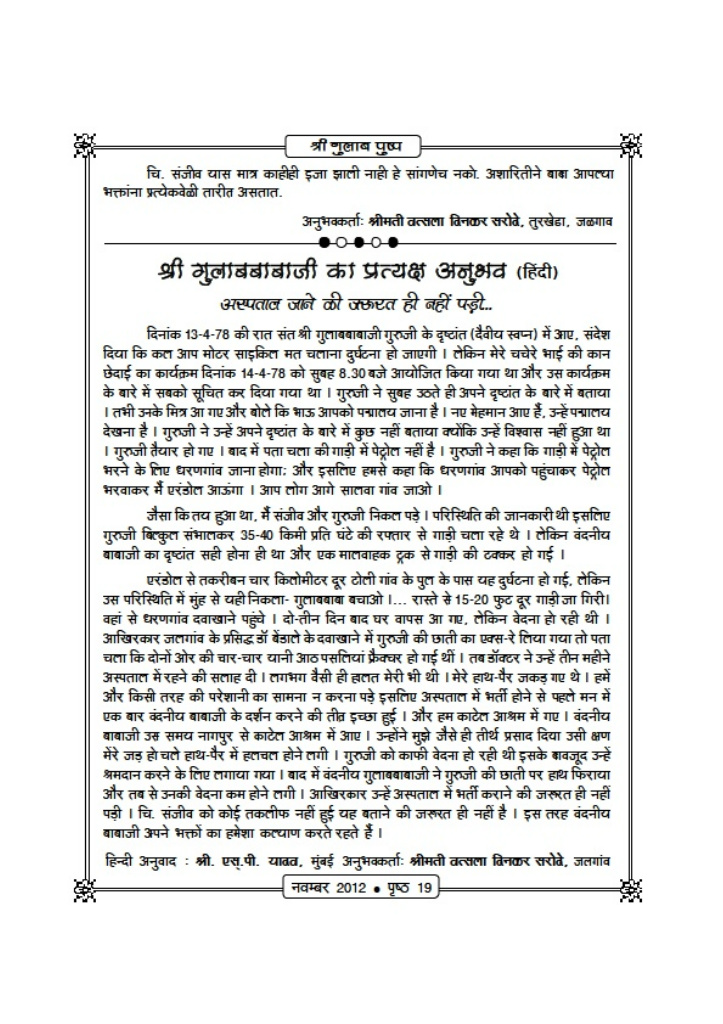 श्री गुलाब पुष्प
चि. संजीव यास मात्र काहीही इजा झाली नाही हे सांगणेच नको. अशारितीने बाबा आपल्या
भक्तांना प्रत्येकवेळी तारीत असतात.
अनुभवकर्ताः श्रीमती वत्सला दिनकर सरोदे, तुरखेडा, जळगाव
श्री गुलाबबाबाजी का प्रत्यक्ष अनुभव (हिंदी)
अस्पताल जाने की जरूरत ही नहीं पड़ी...
दिनांक 13-4-78 की रात संत श्री गुलाबबाबाजी गुरुजी के दृष्टांत (दैवीय स्वप्न) में आए, संदेश
दिया कि कल आप मोटर साइकिल मत चलाना दुर्घटना हो जाएगी । लेकिन मेरे चचेरे भाई की कान
छेदाई का कार्यक्रम दिनांक 14-4-78 को सुबह 8.30 बजे आयोजित किया गया था और उस कार्यक्रम
के बारे में सबको सूचित कर दिया गया था । गुरुजी ने सुबह उठते ही अपने दृष्टांत के बारे में बताया
। तभी उनके मित्र आ गए और बोले कि भाऊ आपको पद्मालय जाना है । नए मेहमान आए हैं, उन्हें पद्मालय
देखना है । गुरुजी ने उन्हें अपने दृष्टांत के बारे में कुछ नहीं बताया क्योंकि उन्हें विश्वास नहीं हुआ था
। गुरुजी तैयार हो गए । बाद में पता चला की गाड़ी में पेट्रोल नहीं है । गुरुजी ने कहा कि गाड़ी में पेट्रोल
भरने के लिए धरणगांव जाना होगा; और इसलिए हमसे कहा कि धरणगांव आपको पहुंचाकर पेट्रोल
भरवाकर मैं एरंडोल आऊंगा । आप लोग आगे सालवा गांव जाओ ।
जैसा कि तय हुआ था, मैं संजीव और गुरुजी निकल पड़े । परिस्थिति की जानकारी थी इसलिए
गुरुजी बिल्कुल संभालकर 35-40 किमी प्रति घंटे की रफ्तार से गाड़ी चला रहे थे । लेकिन वंदनीय
बाबाजी का दृष्टांत सही होना ही था और एक मालवाहक ट्रक से गाड़ी की टक्कर हो गई ।
एरंडोल से तकरीबन चार किलोमीटर दूर टोली गांव के पुल के पास यह दुर्घटना हो गई, लेकिन
उस परिस्थिति में मुंह से यही निकला- गुलाबबाबा बचाओ ।... रास्ते से 15-20 फुट दूर गाड़ी जा गिरी।
वहां से धरणगांव दवाखाने पहुंचे । दो-तीन दिन बाद घर वापस आ गए, लेकिन वेदना हो रही थी ।
आखिरकार जलगांव के प्रसिद्ध डॉ बेंडाले के दवाखाने में गुरुजी की छाती का एक्स-रे लिया गया तो पता
चला कि दोनों ओर की चार-चार यानी आठ पसलियां फ्रैक्चर हो गई थीं । तब डॉक्टर ने उन्हें तीन महीने
अस्पताल में रहने की सलाह दी । लगभग वैसी ही हालत मेरी भी थी । मेरे हाथ-पैर जकड़ गए थे । हमें
और किसी तरह की परेशानी का सामना न करना पड़े इसलिए अस्पताल में भर्ती होने से पहले मन में
एक बार वंदनीय बाबाजी के दर्शन करने की तीव्र इच्छा हुई । और हम काटेल आश्रम में गए । वंदनीय
बाबाजी उस समय नागपुर से काटेल आश्रम में आए । उन्होंने मुझे जैसे ही तीर्थ प्रसाद दिया उसी क्षण
मेरे जड़ हो चले हाथ-पैर में हलचल होने लगी । गुरुजी को काफी वेदना हो रही थी इसके बावजूद उन्हें
श्रमदान करने के लिए लगाया गया । बाद में वंदनीय गुलाबबाबाजी ने गुरुजी की छाती पर हाथ फिराया
और तब से उनकी वेदना कम होने लगी । आखिरकार उन्हें अस्पताल में भर्ती कराने की जरुरत ही नहीं
पड़ी । चि. संजीव को कोई तकलीफ नहीं हुई यह बताने की जरुरत ही नहीं है । इस तरह वंदनीय
बाबाजी अपने भक्तों का हमेशा कल्याण करते रहते हैं ।
हिन्दी अनुवाद : श्री. एस.पी. यादव, मुंबई अनुभवकर्ताः श्रीमती वत्सला दिनकर सरोदे, जलगांव
नवम्बर 2012 ● पृष्ठ 19